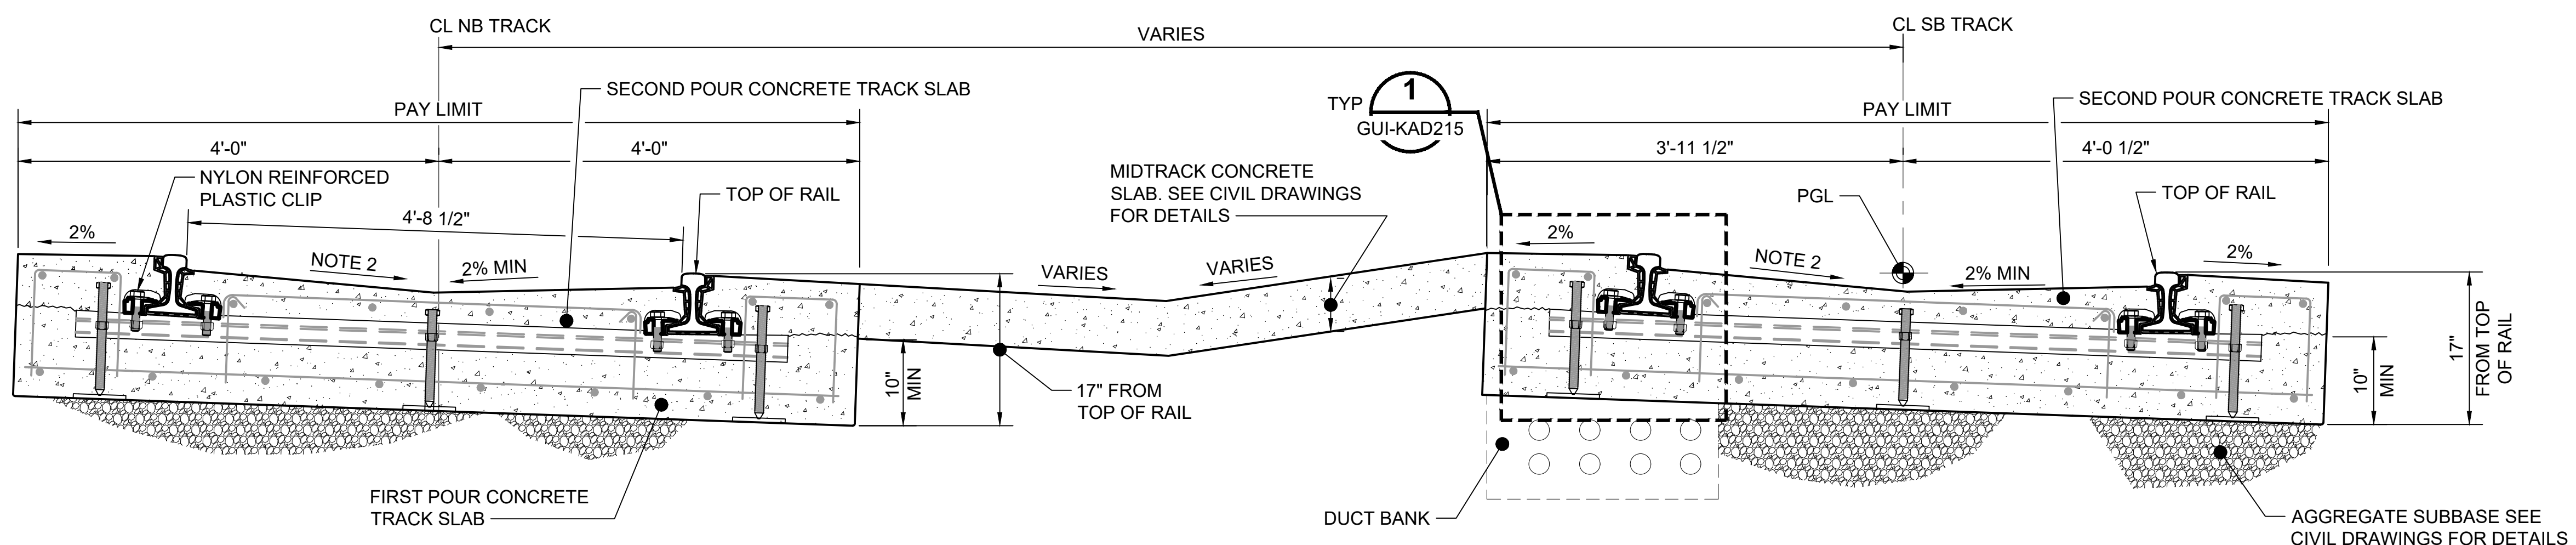 CL NB TRACK
CL SB TRACK
VARIES
SECOND POUR CONCRETE TRACK SLAB
PAY LIMIT
4'-0"
4'-0"
NYLON REINFORCED
PLASTIC CLIP
4'-8 1/2"
TOP OF RAIL
2%
NOTE 2
2% MIN
TYP
1
GUI-KAD215
MIDTRACK CONCRETE
SLAB. SEE CIVIL DRAWINGS
FOR DETAILS
VARIES
VARIES
10"
MIN
17" FROM
TOP OF RAIL
FIRST POUR CONCRETE
TRACK SLAB
SECOND POUR CONCRETE TRACK SLAB
PAY LIMIT
3'-11 1/2"
4'-0 1/2"
PGL
TOP OF RAIL
2%
NOTE 2
2% MIN
2%
10"
MIN
17"
FROM TOP
OF RAIL
DUCT BANK
AGGREGATE SUBBASE SEE
CIVIL DRAWINGS FOR DETAILS